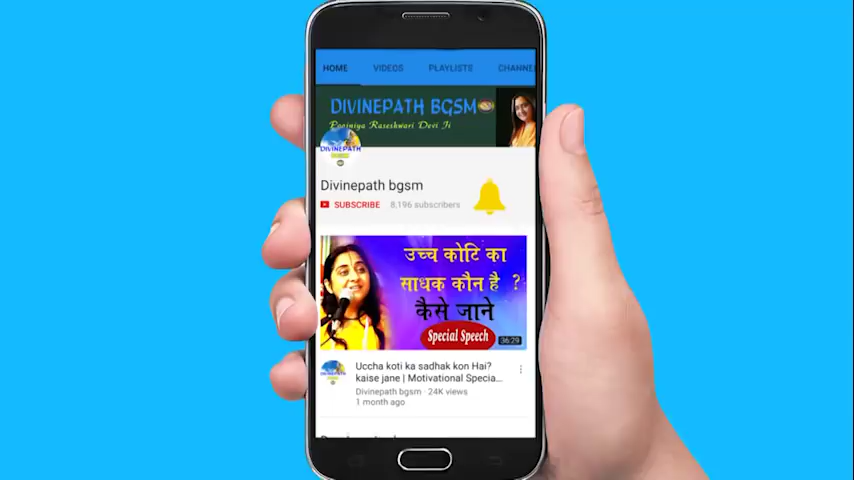 HOME VIDEOS PLAYLISTS CHANNE
DIVINEPATH BGSM
Poojniya Raseshwari Devi Ji
DIVINEPATH
Divinepath bgsm
SUBSCRIBE 8,196 subscribers
उच्च कोटि का
साधक कौन है ?
कैसे जाने
Special Speech
36:29
Uccha koti ka sadhak kon Hai?
kaise jane | Motivational Specia...
Divinepath bgsm · 24K views
1 month ago